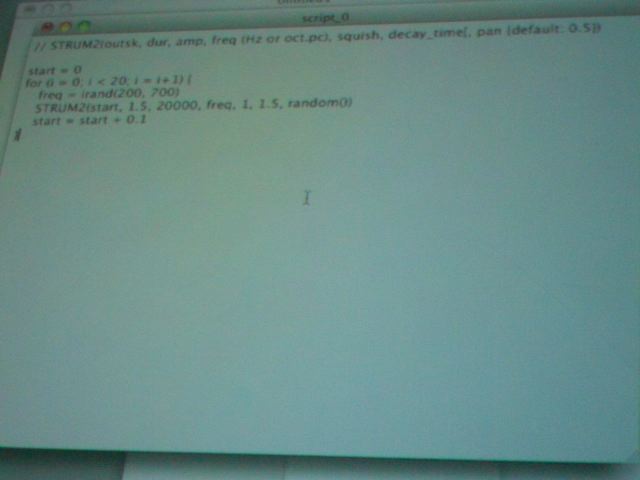 Untitled
script_0
// STRUM2(outsk, dur, amp, freq (Hz or oct.pc), squish, decay_time[, pan [default: 0.5]])
start = 0
for (i = 0; i < 20; i = i+1) {
freq = irand(200, 700)
STRUM2(start, 1.5, 20000, freq, 1, 1.5, random())
start = start + 0.1
}